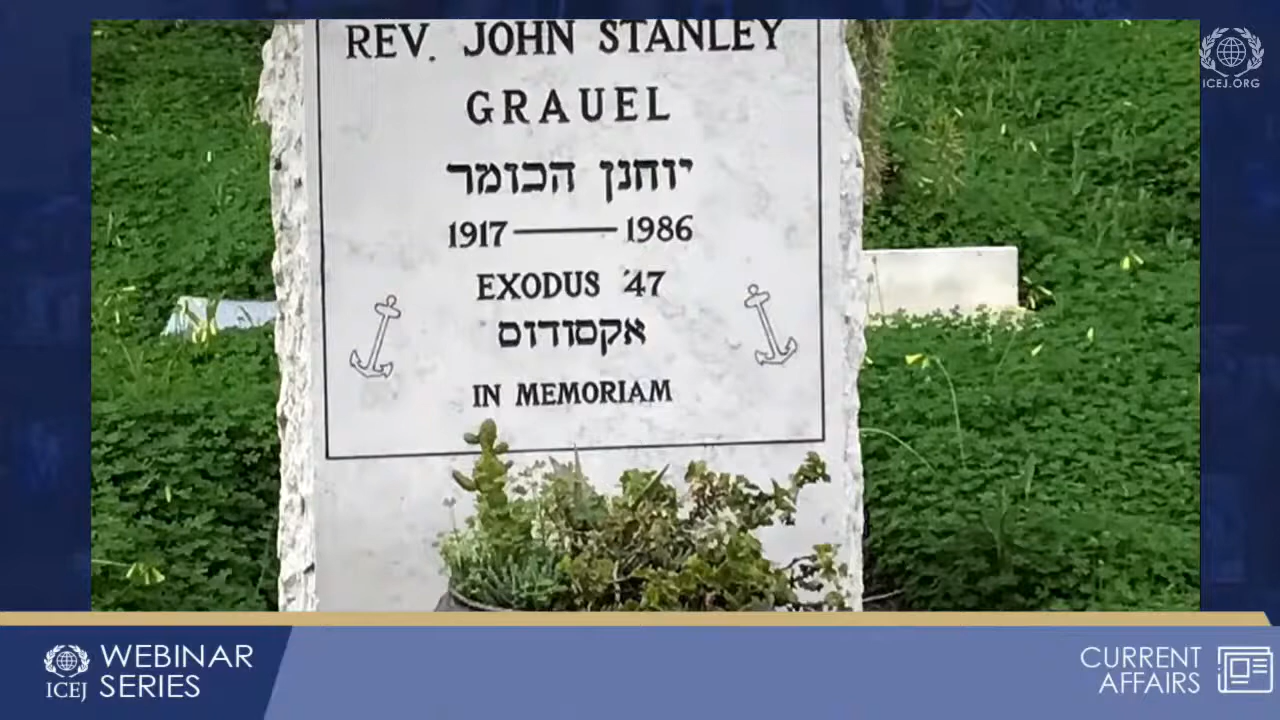 REV. JOHN STANLEY
GRAUEL
יוחנן הכומר
1917 — 1986
EXODUS '47
אקסודוס
IN MEMORIAM
ICEJ.ORG
WEBINAR
SERIES
ICEJ
CURRENT
AFFAIRS